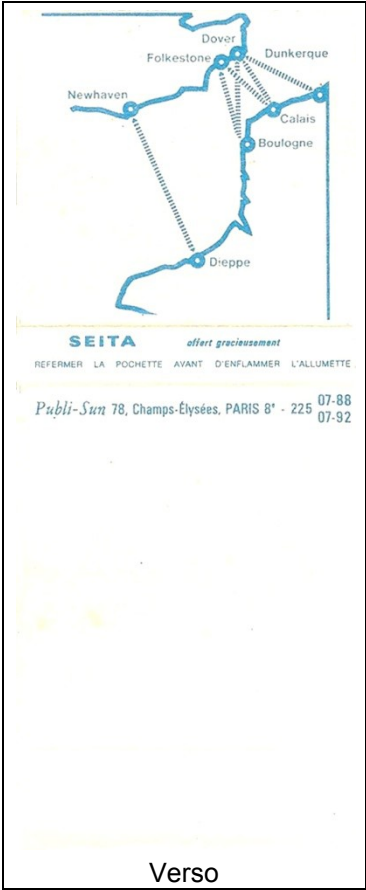 Dover
Dunkerque
Folkestone
Newhaven
Calais
Boulogne
Dieppe
SEITA offert gracieusement
REFERMER LA POCHETTE AVANT D'ENFLAMMER L'ALLUMETTE
Publi-Sun 78, Champs-Élysées, PARIS 8e - 225 07-88
07-92
Verso